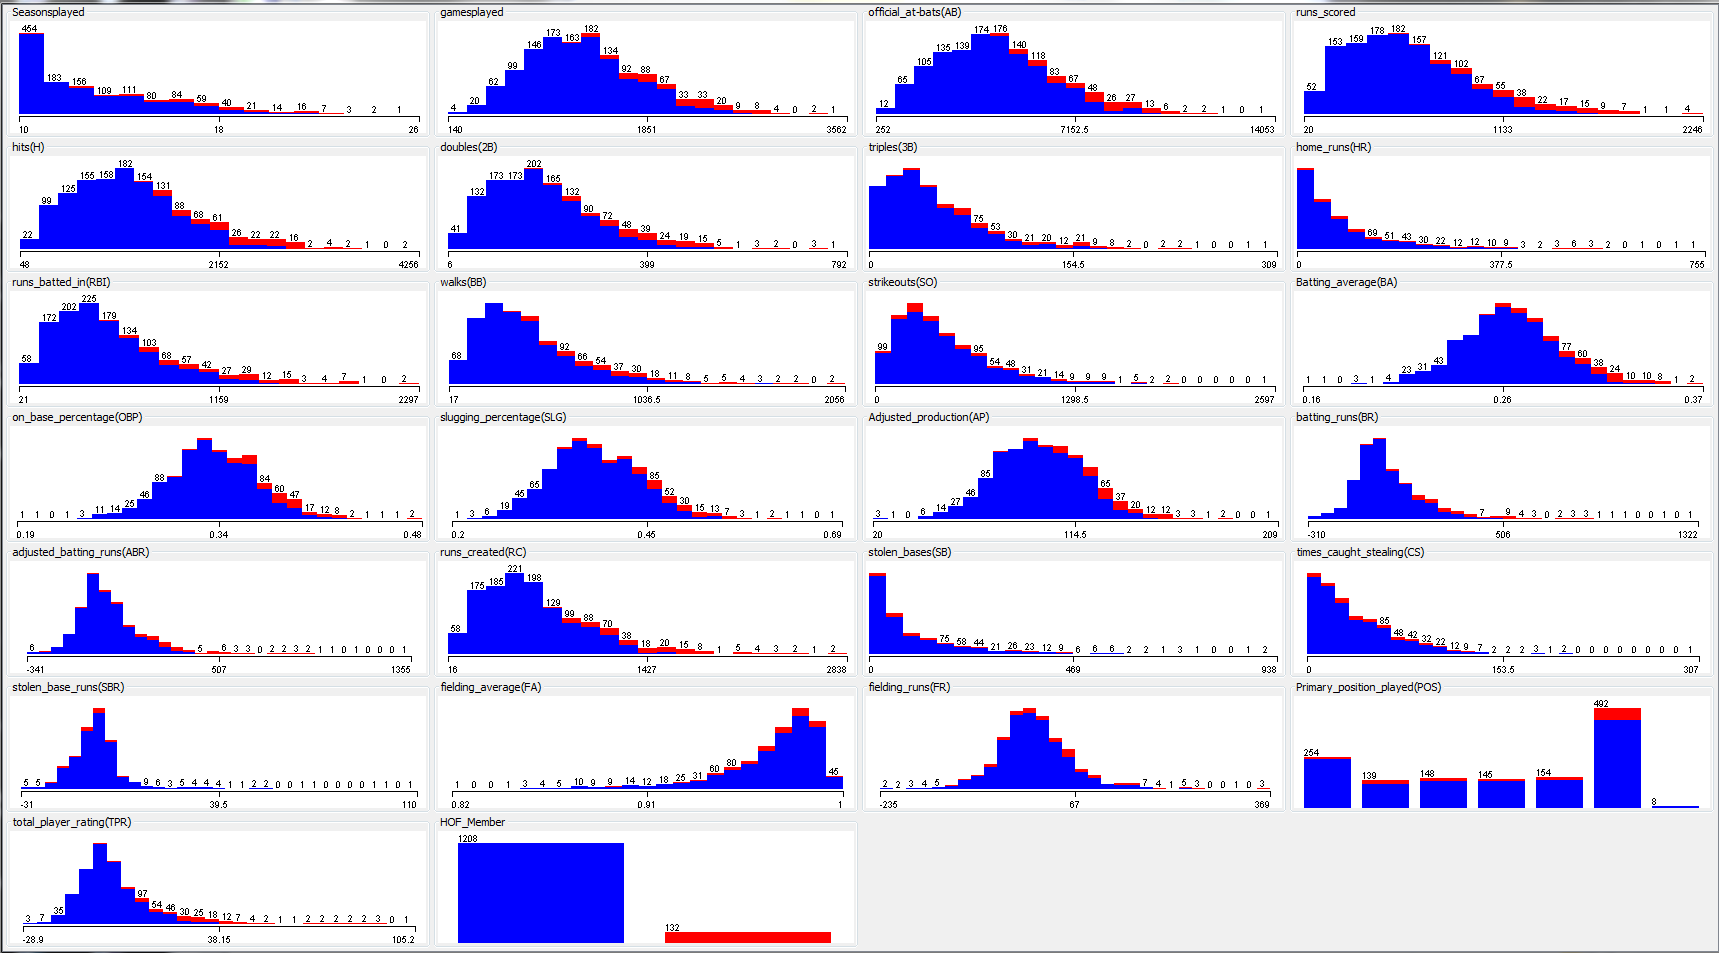 Seasonsplayed
454
183 156 109 111 80 84 59 40 21 14 16 7 3 2 1
10 18 26
gamesplayed
4 20 62 99 146 173 163 182 134 92 88 67 33 33 20 9 8 4 0 2 1
140 1851 3562
official_at-bats(AB)
12 65 105 135 139 174 176 140 118 83 67 48 26 27 13 6 2 2 1 0 1
252 7152.5 14053
runs_scored
52 153 159 178 182 157 121 102 67 55 38 22 17 15 9 7 1 1 4
20 1133 2246
hits(H)
22 99 125 155 158 182 154 131 88 68 61 26 22 22 16 2 4 2 1 0 2
48 2152 4256
doubles(2B)
41 132 173 173 202 165 132 90 72 48 39 24 19 15 5 1 3 2 0 3 1
6 399 792
triples(3B)
75 53 30 21 20 12 21 9 8 2 0 2 2 1 0 0 1 1
0 154.5 309
home_runs(HR)
69 51 43 30 22 12 12 10 9 3 2 3 6 3 2 0 1 0 1 1
0 377.5 755
runs_batted_in(RBI)
58 172 202 225 179 134 103 68 57 42 27 29 12 15 3 4 7 1 0 2
21 1159 2297
walks(BB)
68 92 66 54 37 30 18 11 8 5 5 4 3 2 2 0 2
17 1036.5 2056
strikeouts(SO)
99 95 54 48 31 21 14 9 9 9 1 5 2 2 0 0 0 0 0 1
0 1298.5 2597
Batting_average(BA)
1 1 0 3 1 4 23 31 43 77 60 38 24 10 10 8 1 2
0.16 0.26 0.37
on_base_percentage(OBP)
1 1 0 1 3 11 14 25 46 88 84 60 47 17 12 8 2 1 1 1 2
0.19 0.34 0.48
slugging_percentage(SLG)
1 3 6 19 45 65 85 52 30 15 13 7 3 1 2 1 1 1 1
0.2 0.45 0.69
Adjusted_production(AP)
3 1 0 6 14 27 46 85 65 37 20 12 12 3 3 1 2 0 0 1
20 114.5 209
batting_runs(BR)
7 9 4 3 0 2 3 3 1 1 1 0 0 1 0 1
-310 506 1322
adjusted_batting_runs(ABR)
6 5 6 3 3 0 2 2 3 2 1 1 0 1 0 0 0 1
-341 507 1355
runs_created(RC)
58 175 185 221 198 129 99 88 70 38 18 20 15 8 1 5 4 3 2 1
16 1427 2838
stolen_bases(SB)
75 58 44 21 26 23 12 9 6 6 6 2 2 1 3 1 0 0 1 2
0 469 938
times_caught_stealing(CS)
85 48 42 32 22 12 9 7 2 2 2 3 2 1 0 0 0 0 0 0 0 1
0 153.5 307
stolen_base_runs(SBR)
5 5 9 6 3 5 4 4 4 1 1 2 2 0 0 0 1 0 0 0 0 0 1 1 0 1
-31 39.5 110
fielding_average(FA)
1 0 0 1 3 4 5 10 9 9 14 12 18 25 31 60 80 45
0.82 0.91 1
fielding_runs(FR)
2 2 3 4 5 7 4 1 5 3 0 0 1 0 3
-235 67 369
Primary_position_played(POS)
254 139 148 145 154 492 8
total_player_rating(TPR)
3 7 35 97 54 46 30 25 18 12 7 4 2 1 1 2 2 2 2 2 3 0 1
-28.9 38.15 105.2
HOF_Member
1208
132